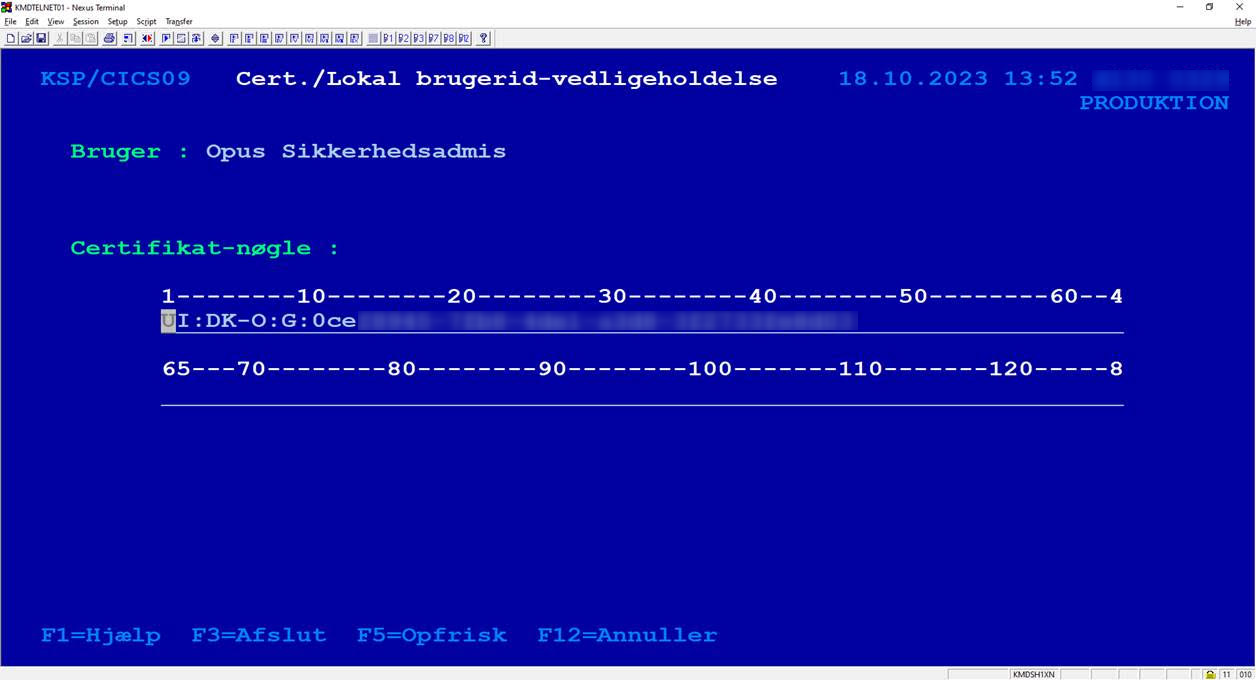 KMDTELNET01 - Nexus Terminal
File Edit View Session Setup Script Transfer Help
KSP/CICS09 Cert./Lokal brugerid-vedligeholdelse 18.10.2023 13:52
PRODUKTION
Bruger : Opus Sikkerhedsadmis
Certifikat-nøgle :
1--------10--------20--------30--------40--------50--------60--4
UI:DK-O:G:0ce
65---70--------80--------90--------100-------110-------120-----8
F1=Hjælp F3=Afslut F5=Opfrisk F12=Annuller
KMDSH1XN 11 010